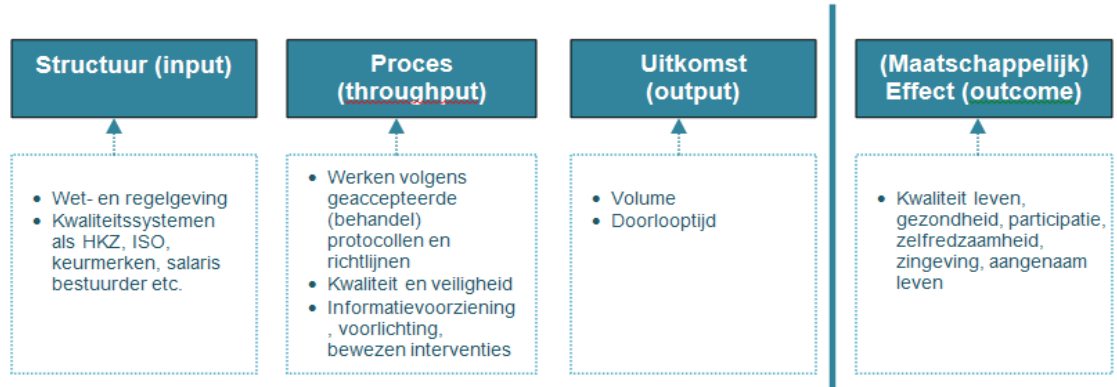 Structuur (input)
Wet- en regelgeving
Kwaliteitssystemen
als HKZ, ISO,
keurmerken, salaris
bestuurder etc.
Proces
(throughput)
Werken volgens
geaccepteerde
(behandel)
protocollen en
richtlijnen
Kwaliteit en veiligheid
Informatievoorziening
, voorlichting,
bewezen interventies
Uitkomst
(output)
Volume
Doorlooptijd
(Maatschappelijk)
Effect (outcome)
Kwaliteit leven,
gezondheid, participatie,
zelfredzaamheid,
zingeving, aangenaam
leven